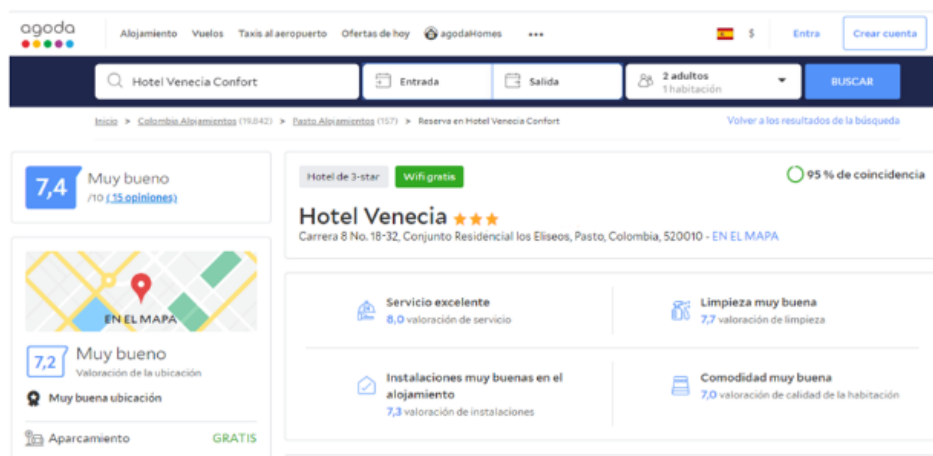 agoda
Alojamiento Vuelos Taxis al aeropuerto Ofertas de hoy agodaHomes ••• $ Entra Crear cuenta
Hotel Venecia Confort Entrada Salida 2 adultos
1 habitación
BUSCAR
Inicio > Colombia Alojamientos (19.842) > Pasto Alojamientos (157) > Reserva en Hotel Venecia Confort Volver a los resultados de la búsqueda
7,4 Muy bueno
/10 (15 opiniones)
EN EL MAPA
7,2 Muy bueno
Valoración de la ubicación
Muy buena ubicación
Aparcamiento GRATIS
Hotel de 3-star Wifi gratis 95 % de coincidencia
Hotel Venecia
Carrera 8 No. 18-32, Conjunto Residencial los Eliseos, Pasto, Colombia, 520010 - EN EL MAPA
Servicio excelente
8,0 valoración de servicio
Limpieza muy buena
7,7 valoración de limpieza
Instalaciones muy buenas en el
alojamiento
7,3 valoración de instalaciones
Comodidad muy buena
7,0 valoración de calidad de la habitación